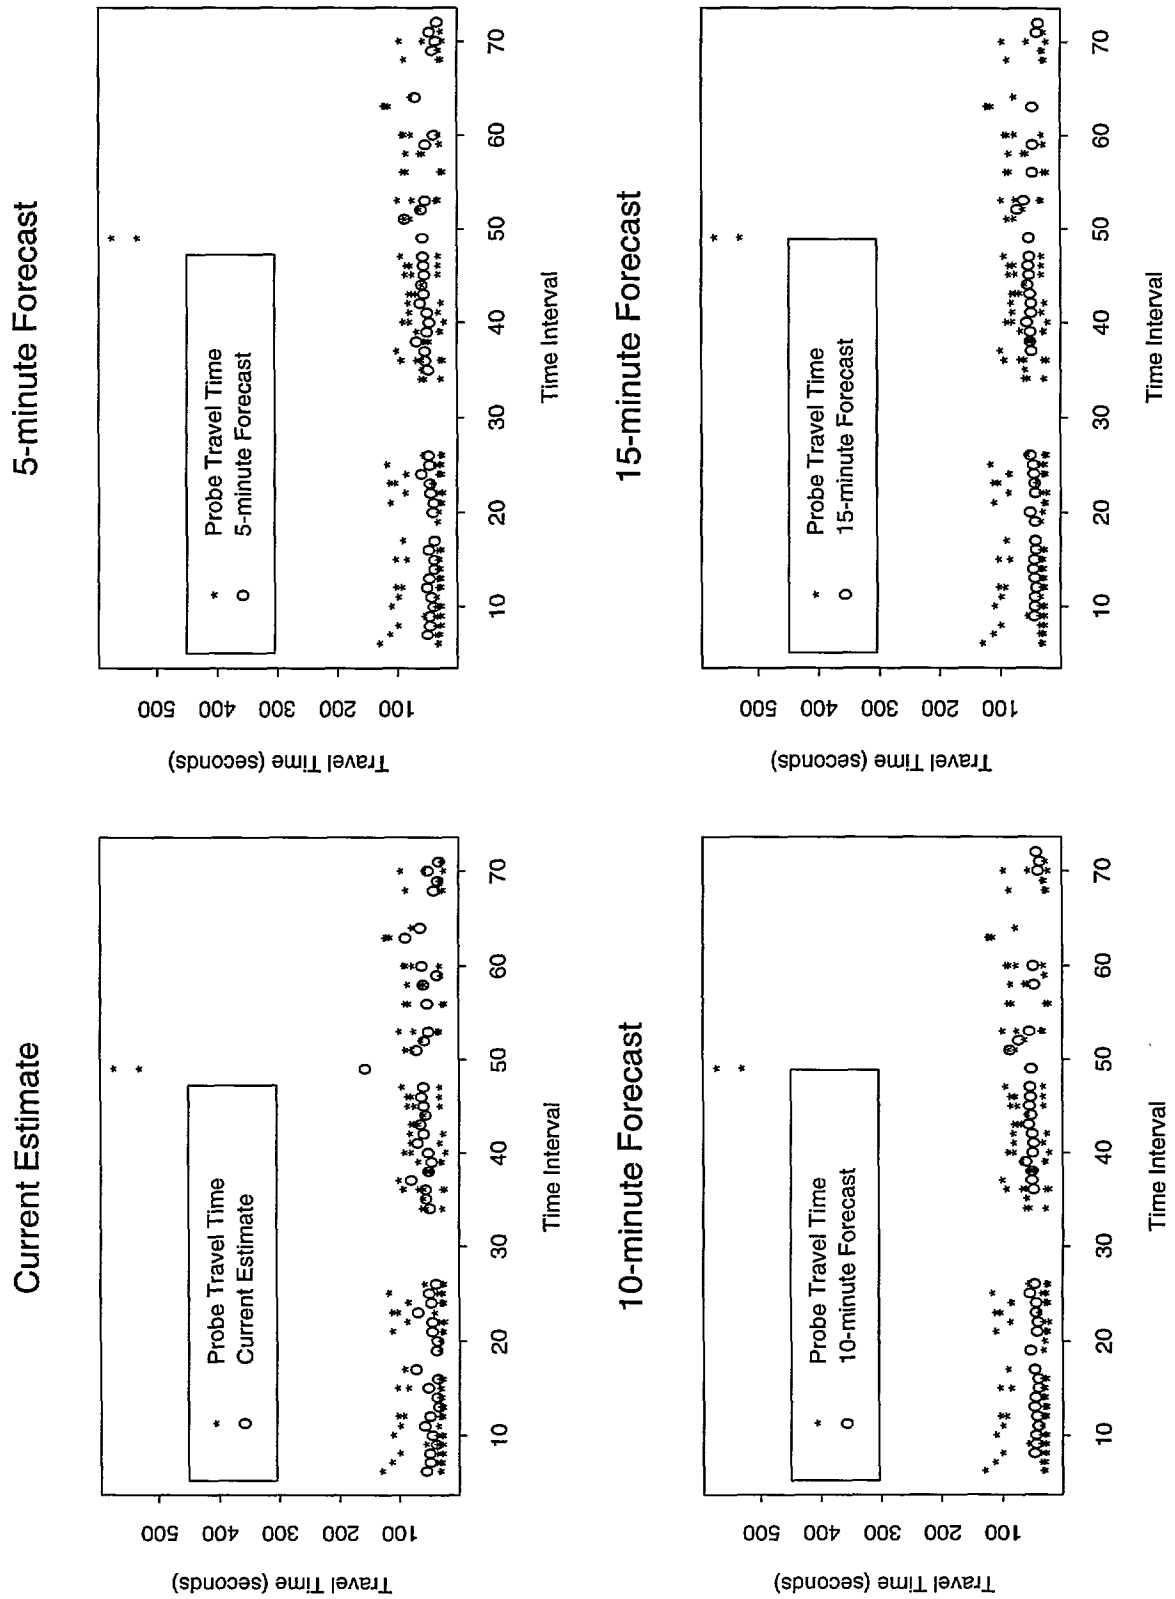 Current Estimate
Travel Time (seconds)
100 200 300 400 500
* Probe Travel Time
o Current Estimate
10 20 30 40 50 60 70
Time Interval
5-minute Forecast
Travel Time (seconds)
100 200 300 400 500
* Probe Travel Time
o 5-minute Forecast
10 20 30 40 50 60 70
Time Interval
10-minute Forecast
Travel Time (seconds)
100 200 300 400 500
* Probe Travel Time
o 10-minute Forecast
10 20 30 40 50 60 70
Time Interval
15-minute Forecast
Travel Time (seconds)
100 200 300 400 500
* Probe Travel Time
o 15-minute Forecast
10 20 30 40 50 60 70
Time Interval